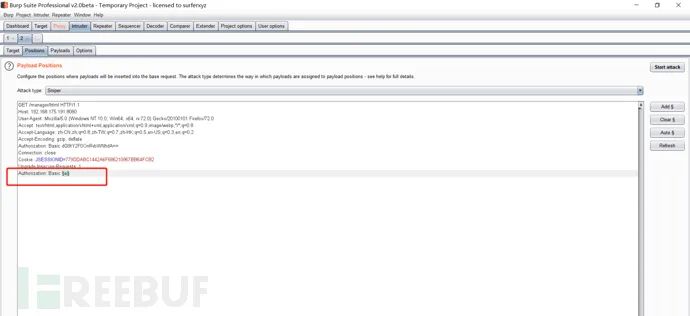 Burp Suite Professional v2.0beta - Temporary Project - licensed to surferxyz
Burp Project Intruder Repeater Window Help
Dashboard Target Proxy Intruder Repeater Sequencer Decoder Comparer Extender Project options User options
1 2 ...
Target Positions Payloads Options
? Payload Positions
Start attack
Configure the positions where payloads will be inserted into the base request. The attack type determines the way in which payloads are assigned to payload positions - see help for full details.
Attack type: Sniper
GET /manager/html HTTP/1.1
Host: 192.168.175.191:8080
User-Agent: Mozilla/5.0 (Windows NT 10.0; Win64; x64; rv:72.0) Gecko/20100101 Firefox/72.0
Accept: text/html,application/xhtml+xml,application/xml;q=0.9,image/webp,*/*;q=0.8
Accept-Language: zh-CN,zh;q=0.8,zh-TW;q=0.7,zh-HK;q=0.5,en-US;q=0.3,en;q=0.2
Accept-Encoding: gzip, deflate
Authorization: Basic
Connection: close
Cookie: JSESSIONID=
Upgrade-Insecure-Requests: 1
Authorization: Basic
Add §
Clear §
Auto §
Refresh
REEBUF